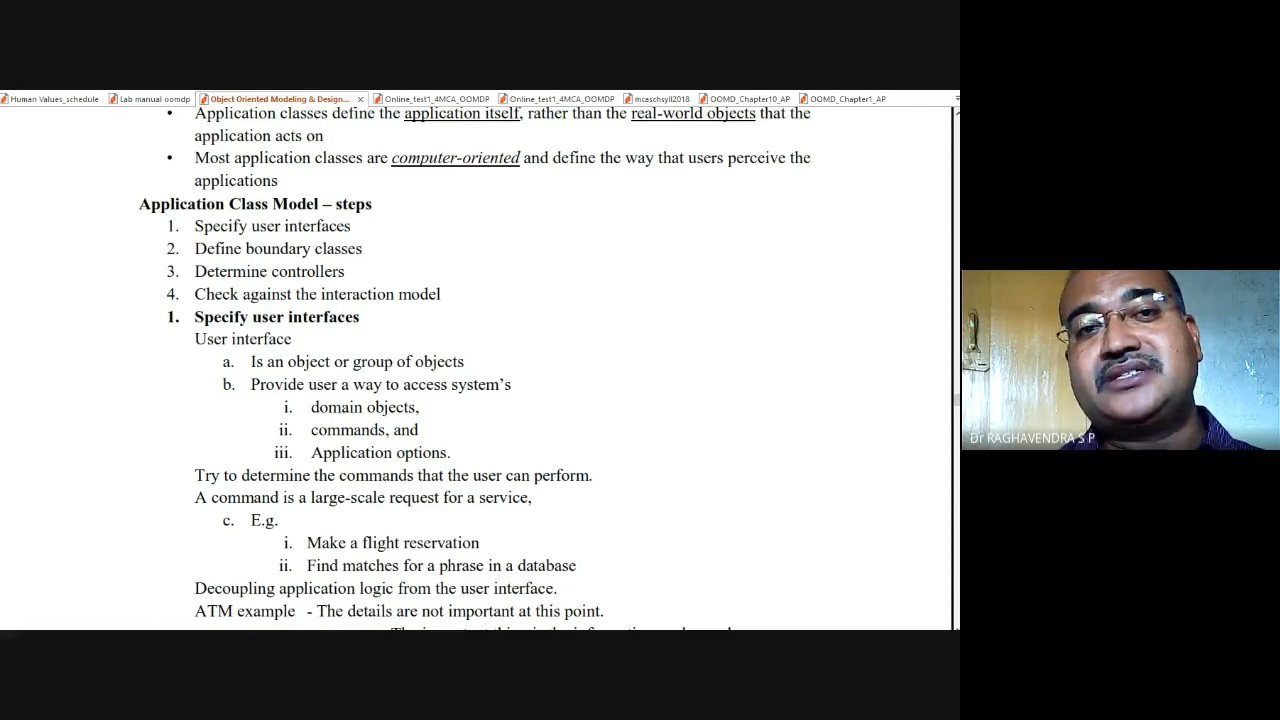 Human Values_schedule
Lab manual oomdp
Object Oriented Modeling & Design...
Online_test1_4MCA_OOMDP
Online_test1_4MCA_OOMDP
mcaschsyll2018
OOMD_Chapter10_AP
OOMD_Chapter1_AP
• Application classes define the application itself, rather than the real-world objects that the
application acts on
• Most application classes are computer-oriented and define the way that users perceive the
applications
Application Class Model – steps
1. Specify user interfaces
2. Define boundary classes
3. Determine controllers
4. Check against the interaction model
1. Specify user interfaces
User interface
a. Is an object or group of objects
b. Provide user a way to access system's
i. domain objects,
ii. commands, and
iii. Application options.
Try to determine the commands that the user can perform.
A command is a large-scale request for a service,
c. E.g.
i. Make a flight reservation
ii. Find matches for a phrase in a database
Decoupling application logic from the user interface.
ATM example - The details are not important at this point.
Dr RAGHAVENDRA S P